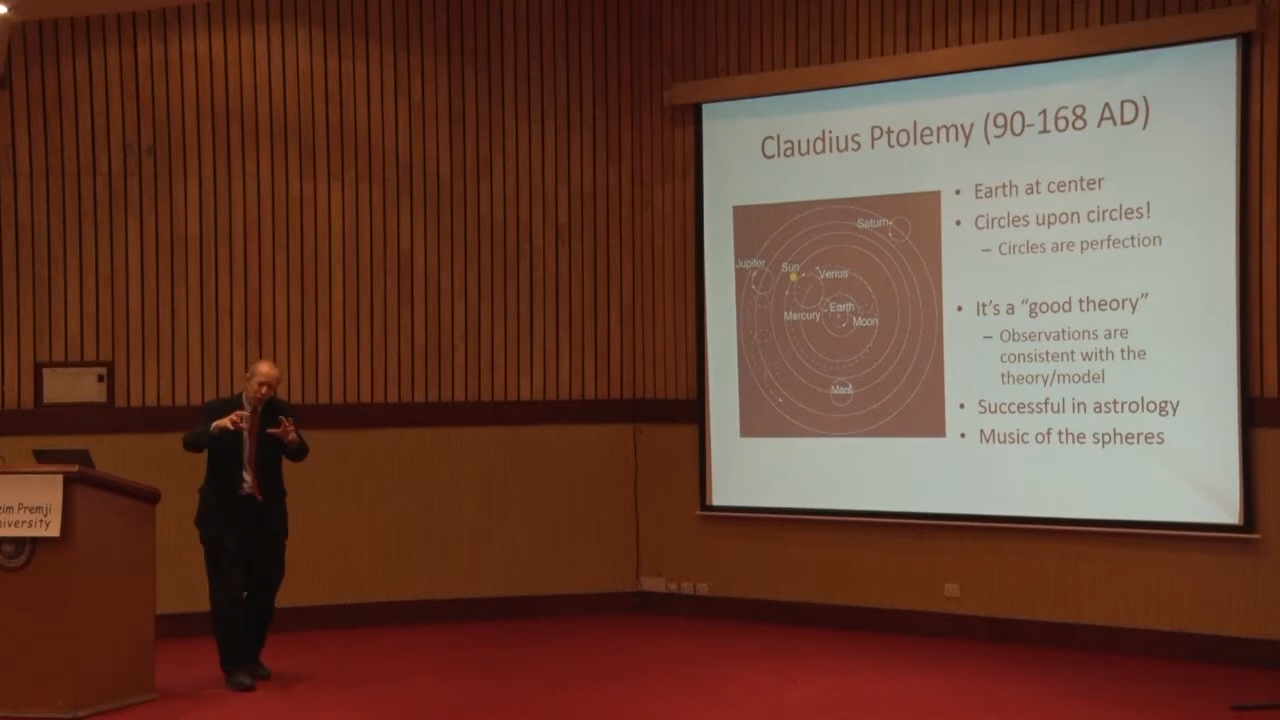 Claudius Ptolemy (90-168 AD)
• Earth at center
• Circles upon circles!
– Circles are perfection
• It's a "good theory"
– Observations are
consistent with the
theory/model
• Successful in astrology
• Music of the spheres
Saturn
Jupiter
Sun
Venus
Earth
Mercury
Moon
Mars
zim Premji
niversity